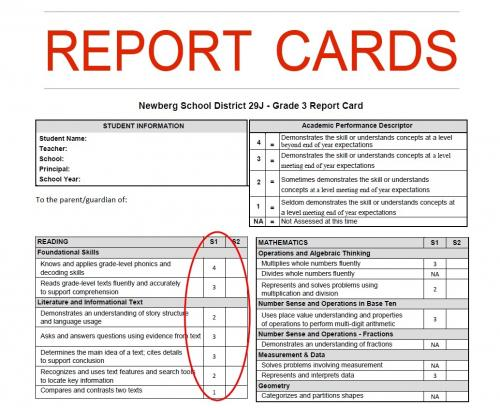 REPORT CARDS
Newberg School District 29J - Grade 3 Report Card
STUDENT INFORMATION
Student Name:
Teacher:
School:
Principal:
School Year:
To the parent/guardian of:
Academic Performance Descriptor
4 = Demonstrates the skill or understands concepts at a level
beyond end of year expectations
3 = Demonstrates the skill or understands concepts at a level
meeting end of year expectations
2 = Sometimes demonstrates the skill or understands
concepts at a level meeting end of year expectations
1 = Seldom demonstrates the skill or understands concepts at
a level meeting end of year expectations
NA = Not Assessed at this time
READING S1 S2
Foundational Skills
Knows and applies grade-level phonics and
decoding skills 4
Reads grade-level texts fluently and accurately
to support comprehension 3
Literature and Informational Text
Demonstrates an understanding of story structure
and language usage 2
Asks and answers questions using evidence from text 3
Determines the main idea of a text; cites details
to support conclusion 3
Recognizes and uses text features and search tools
to locate key information 2
Compares and contrasts two texts 1
MATHEMATICS S1 S2
Operations and Algebraic Thinking
Multiplies whole numbers fluently 3
Divides whole numbers fluently NA
Represents and solves problems using
multiplication and division 2
Number Sense and Operations in Base Ten
Uses place value understanding and properties
of operations to perform multi-digit arithmetic 3
Number Sense and Operations - Fractions
Demonstrates an understanding of fractions NA
Measurement & Data
Solves problems involving measurement NA
Represents and interprets data 3
Geometry
Categorizes and partitions shapes NA